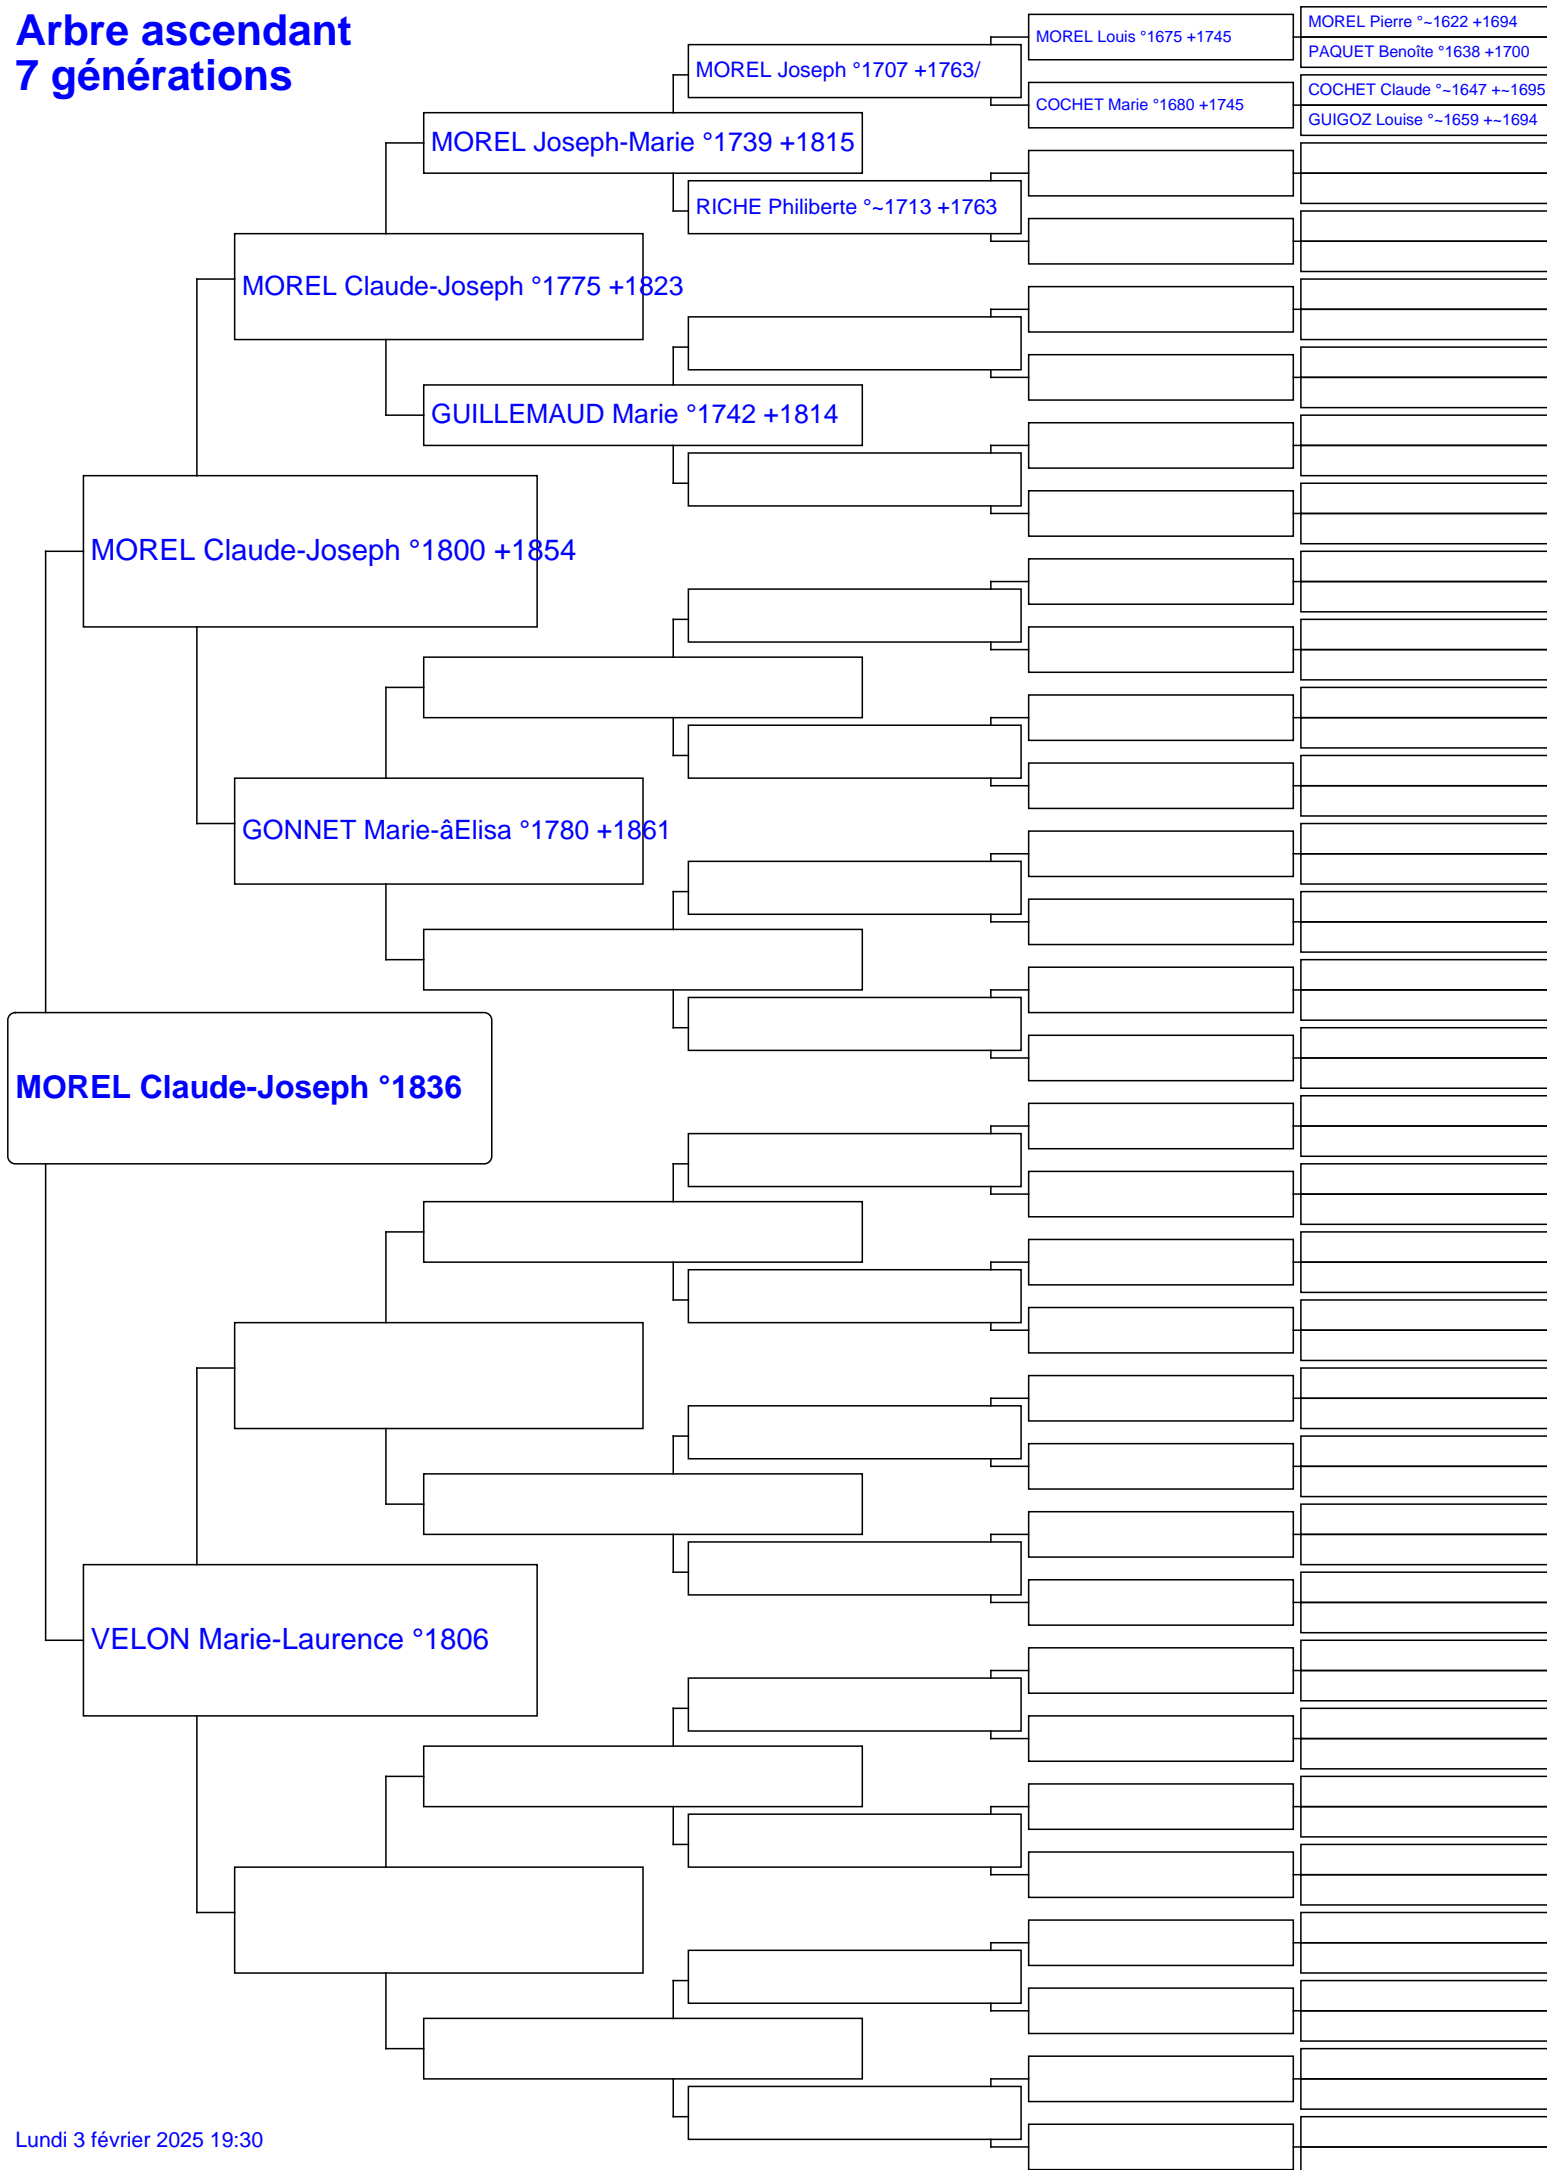 Arbre ascendant
7 générations
MOREL Pierre °~1622 +1694
MOREL Louis °1675 +1745
PAQUET Benoîte °1638 +1700
MOREL Joseph °1707 +1763/
COCHET Claude °~1647 +~1695
COCHET Marie °1680 +1745
GUIGOZ Louise °~1659 +~1694
MOREL Joseph-Marie °1739 +1815
RICHE Philiberte °~1713 +1763
MOREL Claude-Joseph °1775 +1823
GUILLEMAUD Marie °1742 +1814
MOREL Claude-Joseph °1800 +1854
GONNET Marie-âElisa °1780 +1861
MOREL Claude-Joseph °1836
VELON Marie-Laurence °1806
Lundi 3 février 2025 19:30